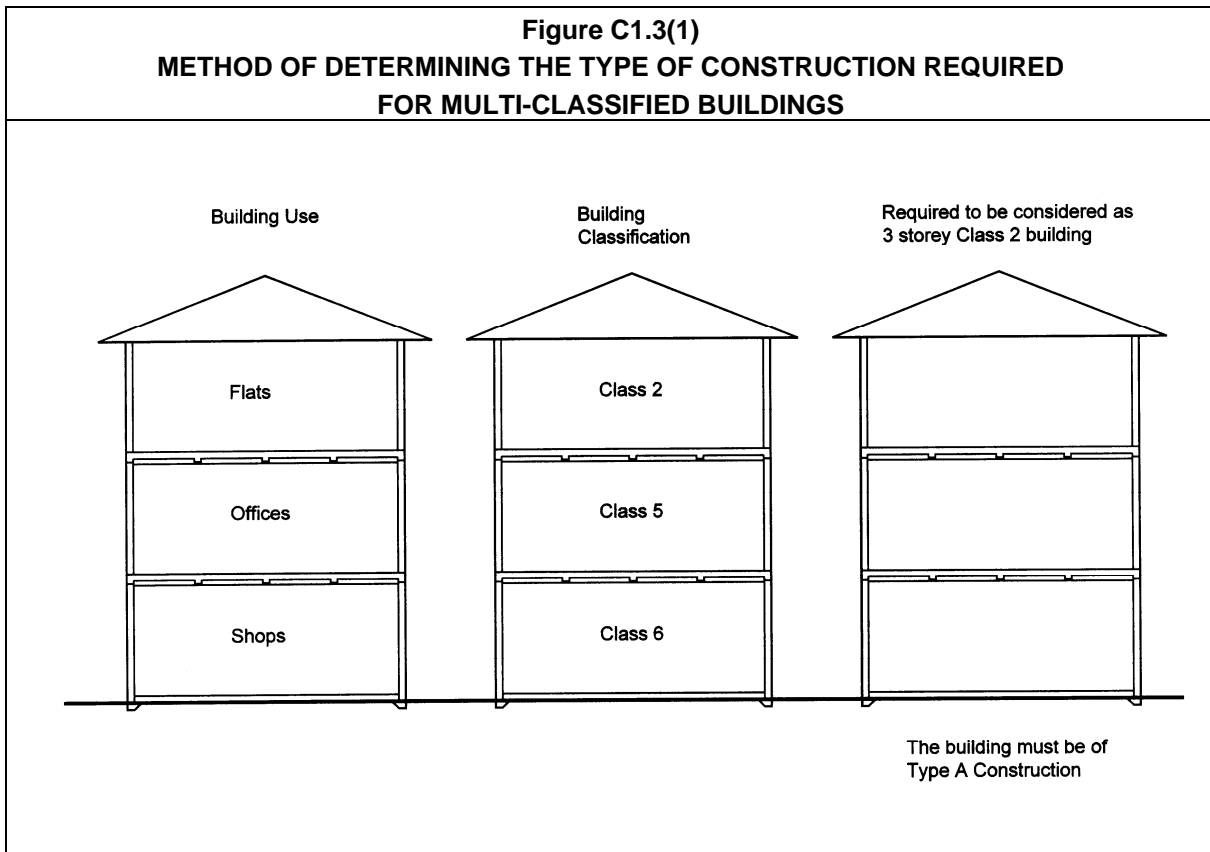 Figure C1.3(1)
METHOD OF DETERMINING THE TYPE OF CONSTRUCTION REQUIRED
FOR MULTI-CLASSIFIED BUILDINGS
Building Use
Building
Classification
Required to be considered as
3 storey Class 2 building
Flats
Class 2
Offices
Class 5
Shops
Class 6
The building must be of
Type A Construction